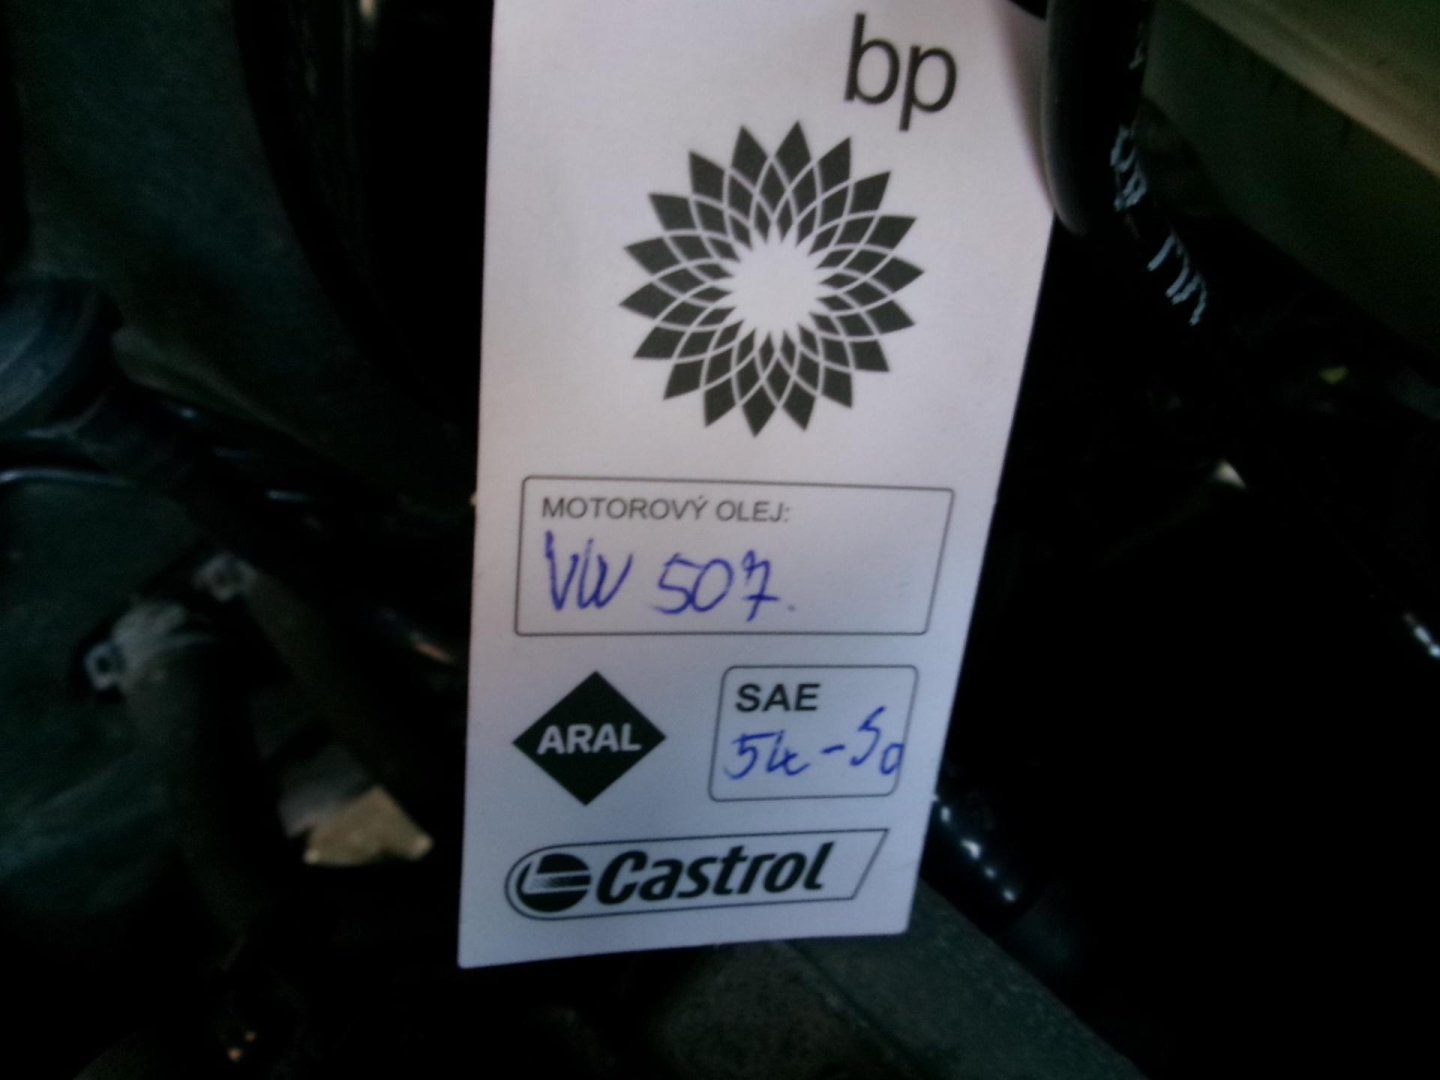 bp
MOTOROVÝ OLEJ:
VW 507.
ARAL
SAE
5W-30
Castrol